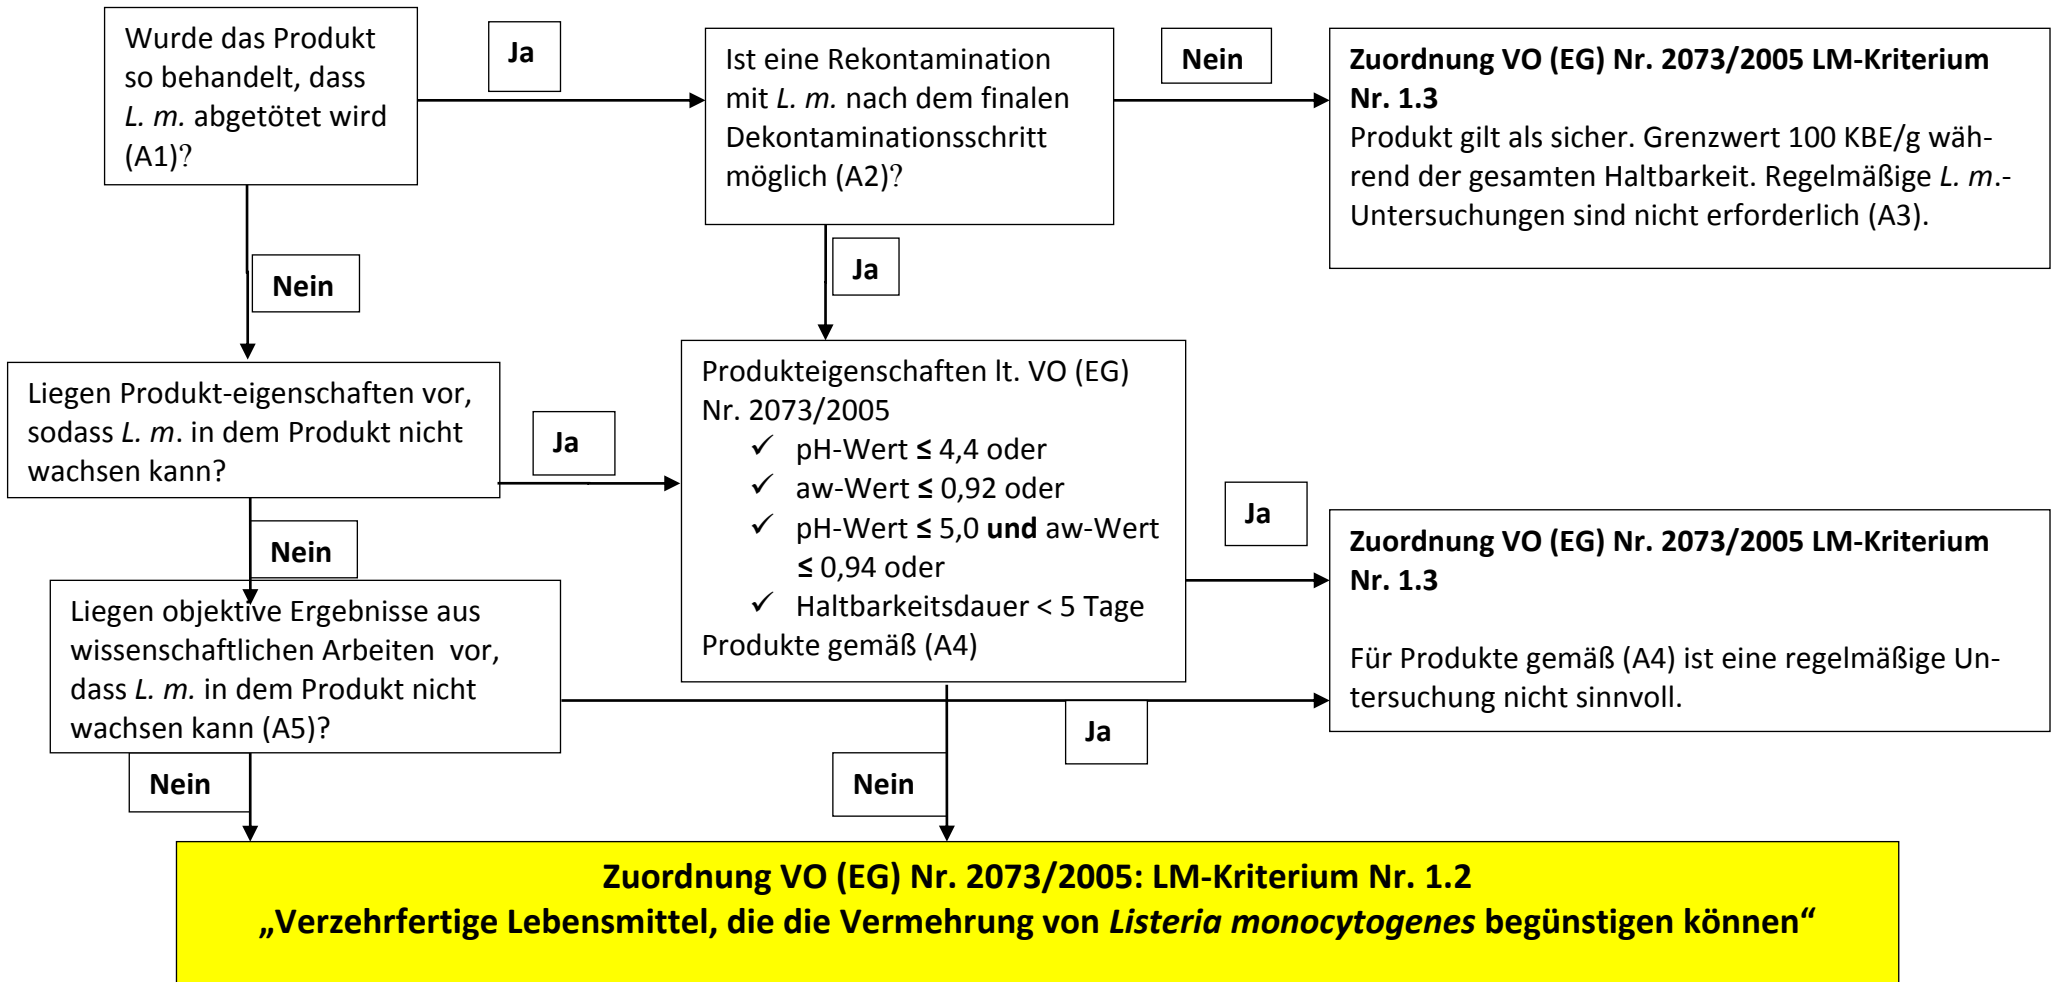 Wurde das Produkt
so behandelt, dass
L. m. abgetötet wird
(A1)?
Ja
Ist eine Rekontamination
mit L. m. nach dem finalen
Dekontaminationsschritt
möglich (A2)?
Nein
Zuordnung VO (EG) Nr. 2073/2005 LM-Kriterium
Nr. 1.3
Produkt gilt als sicher. Grenzwert 100 KBE/g wäh-
rend der gesamten Haltbarkeit. Regelmäßige L. m.-
Untersuchungen sind nicht erforderlich (A3).
Nein
Ja
Liegen Produkt-eigenschaften vor,
sodass L. m. in dem Produkt nicht
wachsen kann?
Ja
Produkteigenschaften lt. VO (EG)
Nr. 2073/2005
✓ pH-Wert ≤ 4,4 oder
✓ aw-Wert ≤ 0,92 oder
✓ pH-Wert ≤ 5,0 und aw-Wert
≤ 0,94 oder
✓ Haltbarkeitsdauer < 5 Tage
Produkte gemäß (A4)
Ja
Zuordnung VO (EG) Nr. 2073/2005 LM-Kriterium
Nr. 1.3
Für Produkte gemäß (A4) ist eine regelmäßige Un-
tersuchung nicht sinnvoll.
Nein
Liegen objektive Ergebnisse aus
wissenschaftlichen Arbeiten vor,
dass L. m. in dem Produkt nicht
wachsen kann (A5)?
Ja
Nein
Nein
Zuordnung VO (EG) Nr. 2073/2005: LM-Kriterium Nr. 1.2
„Verzehrfertige Lebensmittel, die die Vermehrung von Listeria monocytogenes begünstigen können“